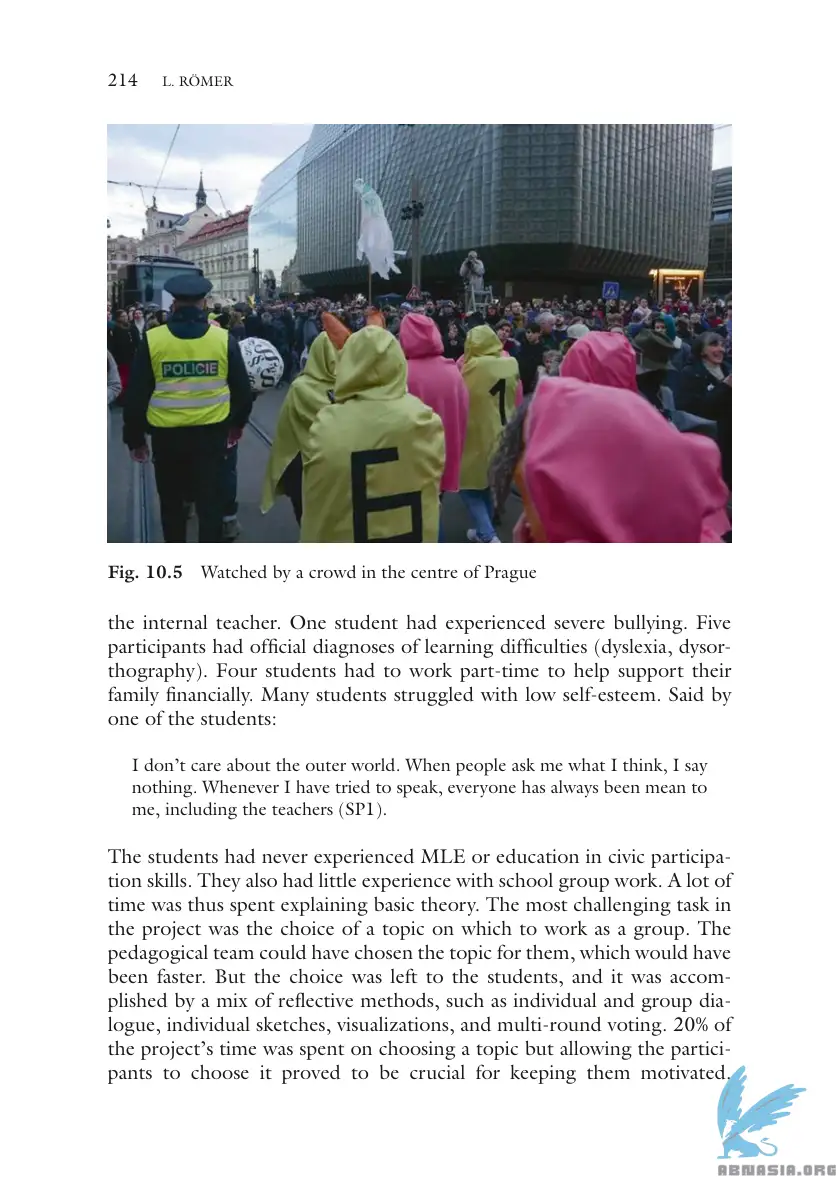 214 L. RÖMER
POLICIE
6
1
Fig. 10.5 Watched by a crowd in the centre of Prague
the internal teacher. One student had experienced severe bullying. Five
participants had official diagnoses of learning difficulties (dyslexia, dysor-
thography). Four students had to work part-time to help support their
family financially. Many students struggled with low self-esteem. Said by
one of the students:
I don’t care about the outer world. When people ask me what I think, I say
nothing. Whenever I have tried to speak, everyone has always been mean to
me, including the teachers (SP1).
The students had never experienced MLE or education in civic participa-
tion skills. They also had little experience with school group work. A lot of
time was thus spent explaining basic theory. The most challenging task in
the project was the choice of a topic on which to work as a group. The
pedagogical team could have chosen the topic for them, which would have
been faster. But the choice was left to the students, and it was accom-
plished by a mix of reflective methods, such as individual and group dia-
logue, individual sketches, visualizations, and multi-round voting. 20% of
the project’s time was spent on choosing a topic but allowing the partici-
pants to choose it proved to be crucial for keeping them motivated.
ABNASIA.ORG